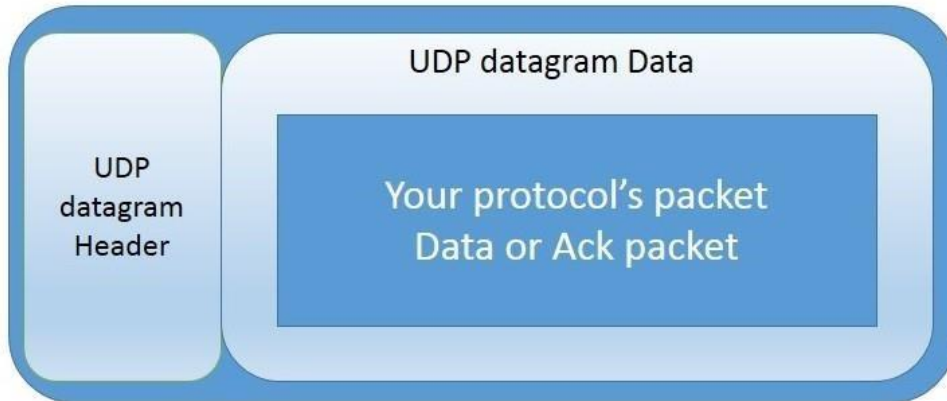 UDP datagram Data
UDP
datagram
Header
Your protocol’s packet
Data or Ack packet